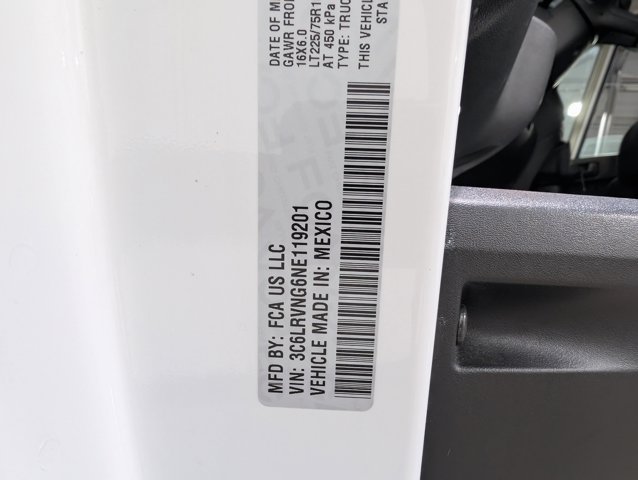 DATE OF M
GAWR FRON
16X6.0
LT225/75R1
AT 450 kPa
TYPE: TRUC
THIS VEHICLE
STA
MFD BY: FCA US LLC
VIN: 3C6LRVNG6NE119201
VEHICLE MADE IN: MEXICO